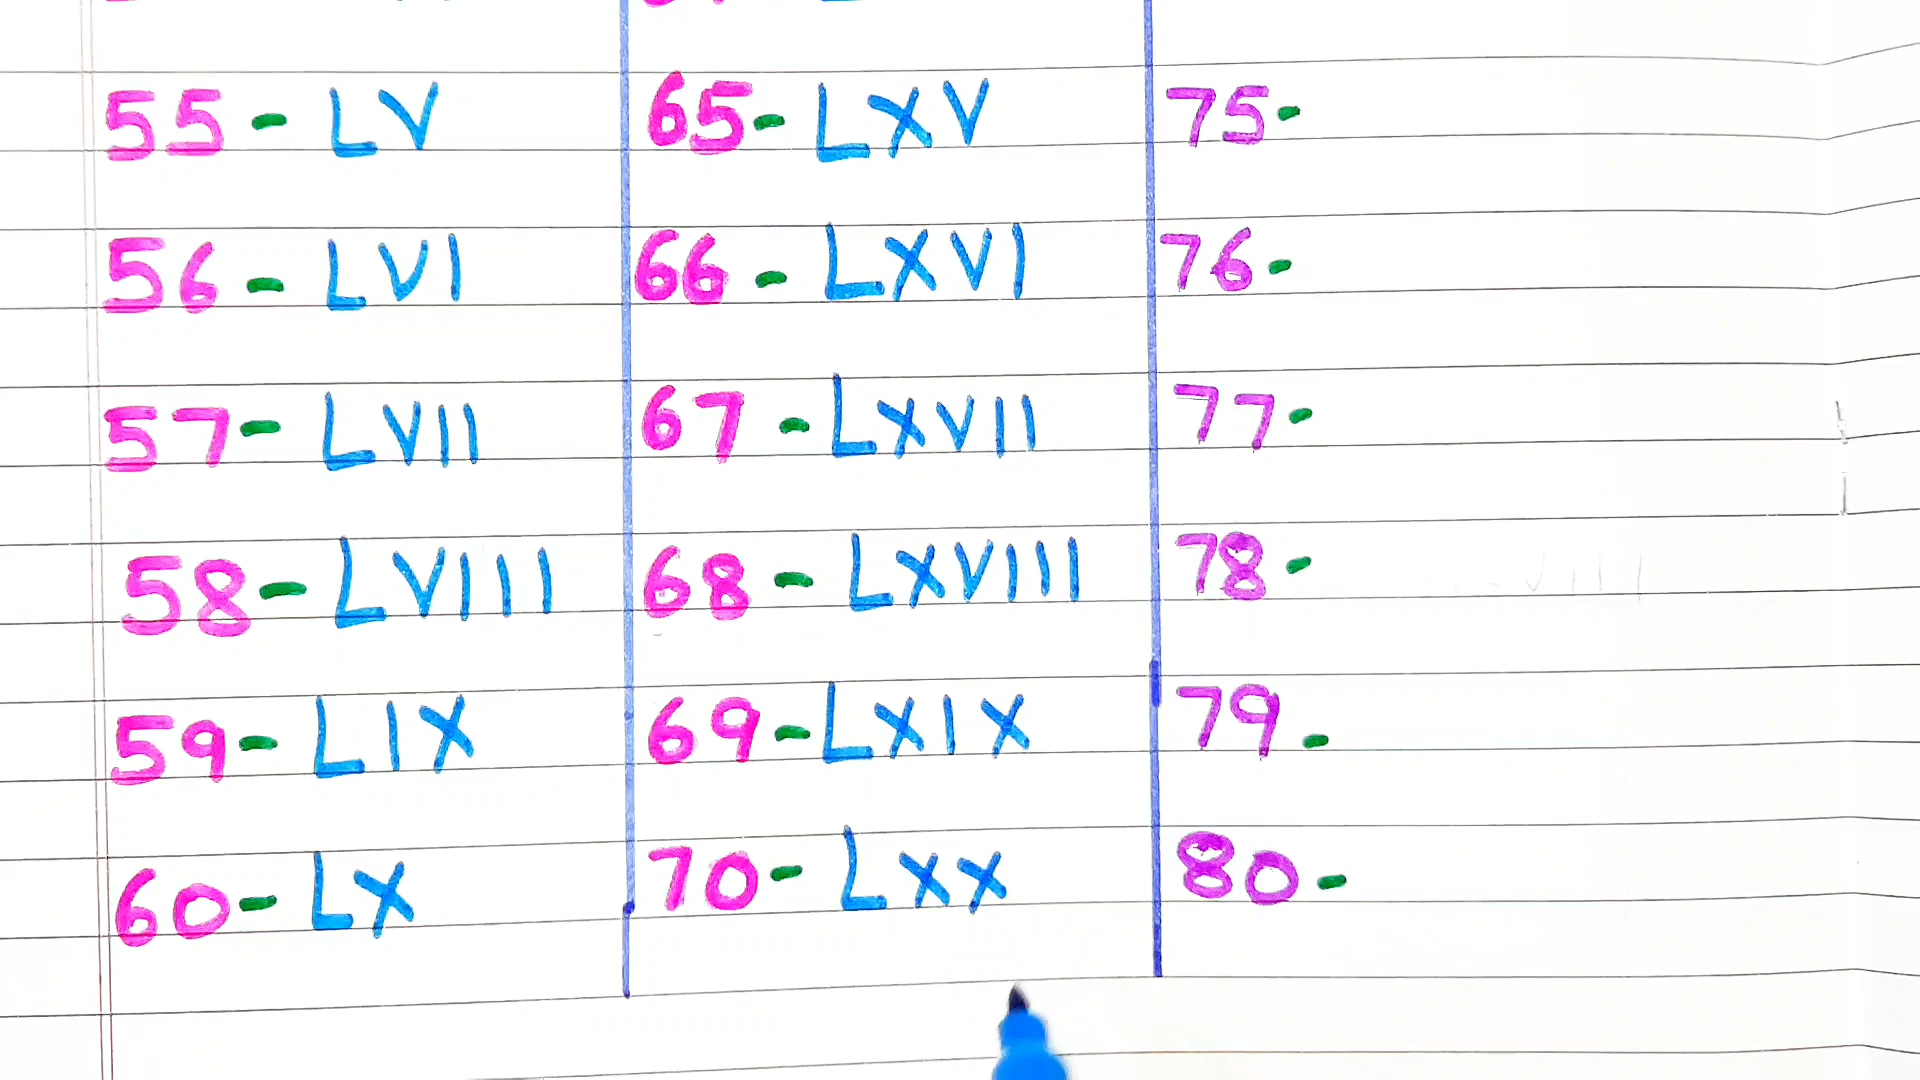 55 - LV 65 - LXV 75 -
56 - LVI 66 - LXVI 76 -
57 - LVII 67 - LXVII 77 -
58 - LVIII 68 - LXVIII 78 -
59 - LIX 69 - LXIX 79 -
60 - LX 70 - LXX 80 -